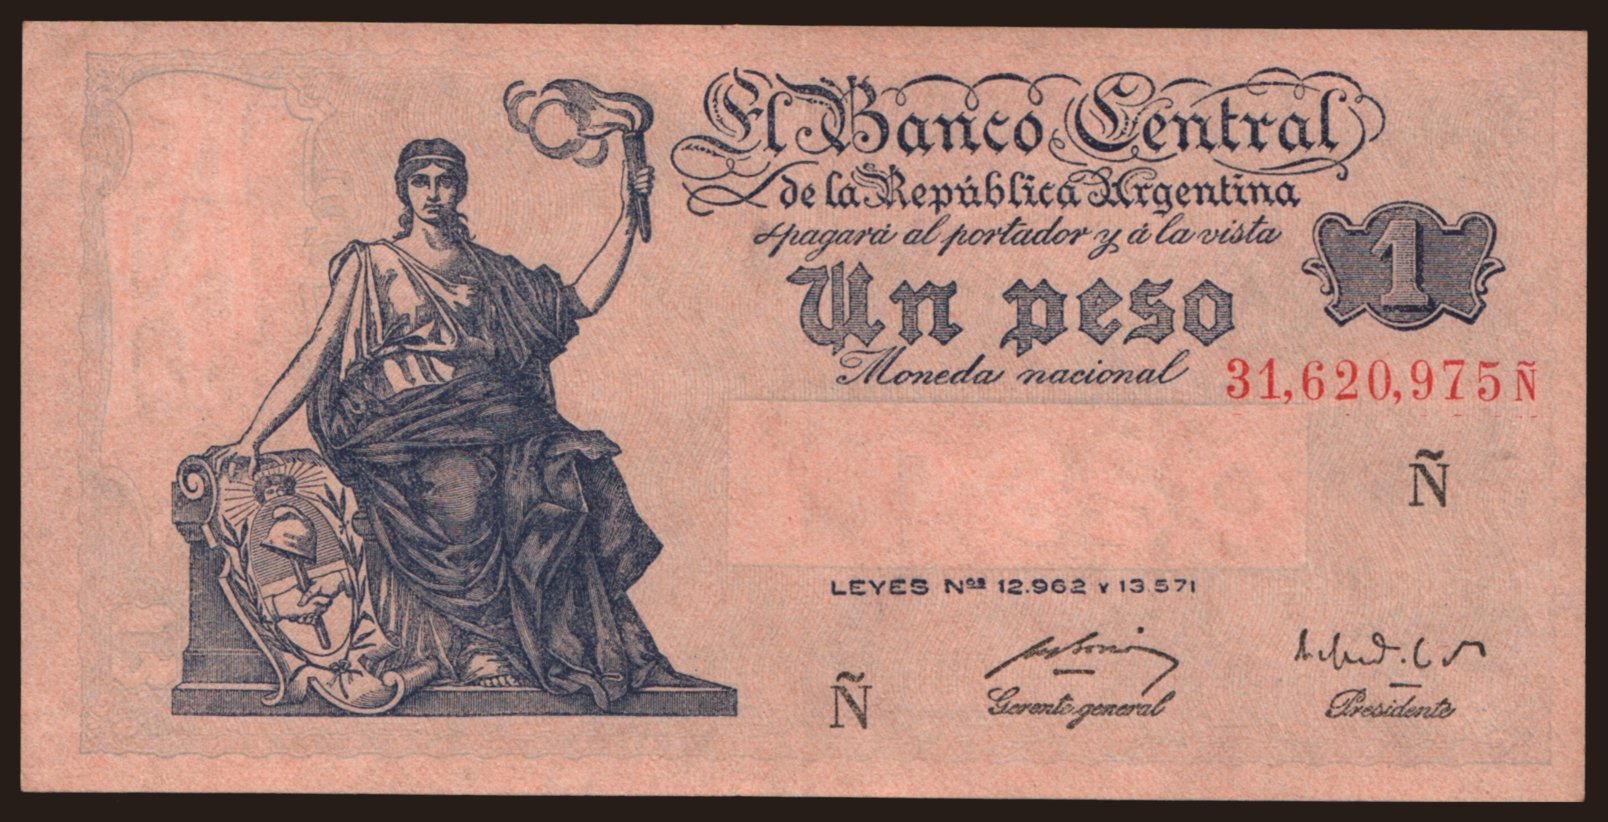 El Banco Central
de la República Argentina
pagará al portador y á la vista
1
Un peso
Moneda nacional
31,620,975 Ñ
Ñ
LEYES Nos 12.962 Y 13.571
Ñ
Gerente general
Presidente